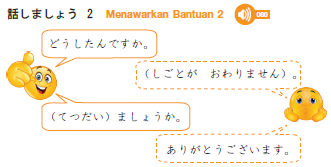 話しましょう 2 Menawarkan Bantuan 2 060
どうしたんですか。
（しごとが おわりません）。
（てつだい）ましょうか。
ありがとうございます。